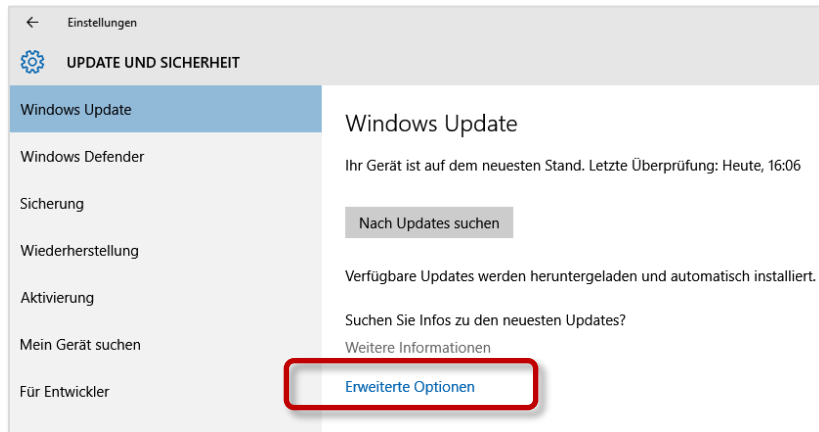 Einstellungen
UPDATE UND SICHERHEIT
Windows Update
Windows Defender
Sicherung
Wiederherstellung
Aktivierung
Mein Gerät suchen
Für Entwickler
Windows Update
Ihr Gerät ist auf dem neuesten Stand. Letzte Überprüfung: Heute, 16:06
Nach Updates suchen
Verfügbare Updates werden heruntergeladen und automatisch installiert.
Suchen Sie Infos zu den neuesten Updates?
Weitere Informationen
Erweiterte Optionen